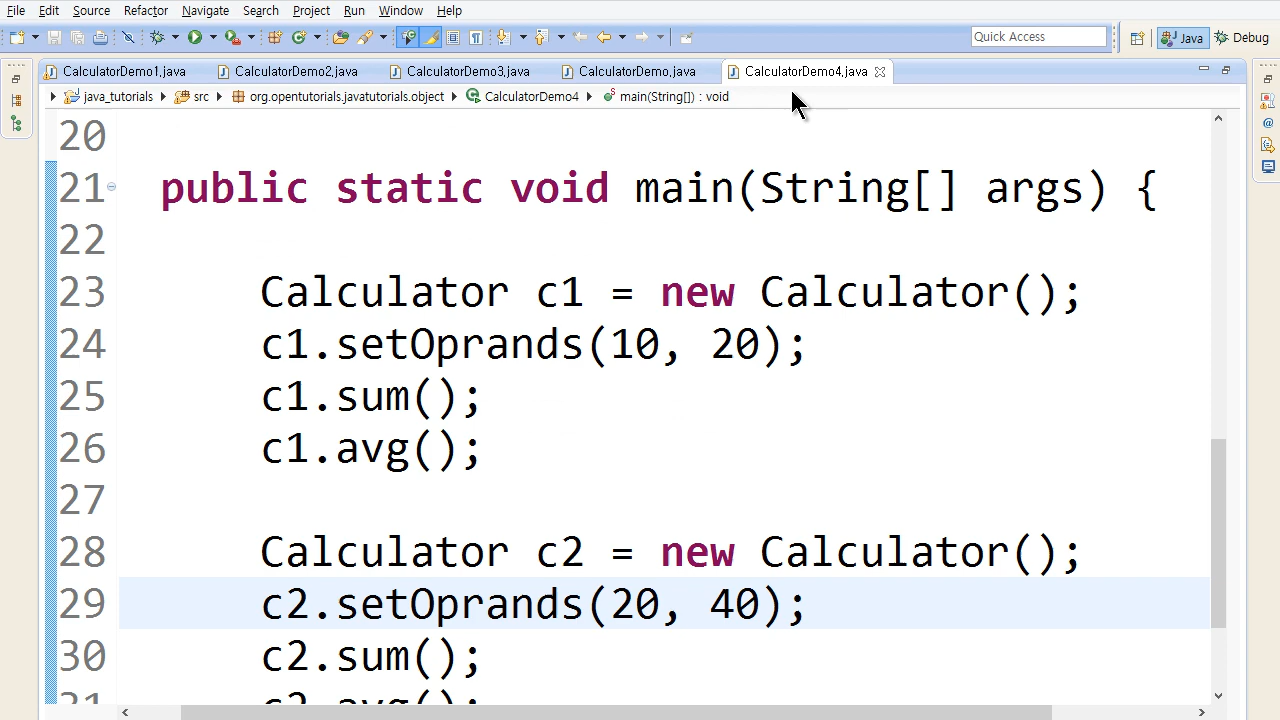 File Edit Source Refactor Navigate Search Project Run Window Help
Quick Access
Java
Debug
CalculatorDemo1.java
CalculatorDemo2.java
CalculatorDemo3.java
CalculatorDemo.java
CalculatorDemo4.java
java_tutorials
src
org.opentutorials.javatutorials.object
CalculatorDemo4
main(String[]) : void
20
21 public static void main(String[] args) {
22
23 Calculator c1 = new Calculator();
24 c1.setOprands(10, 20);
25 c1.sum();
26 c1.avg();
27
28 Calculator c2 = new Calculator();
29 c2.setOprands(20, 40);
30 c2.sum();
31 c2.avg();